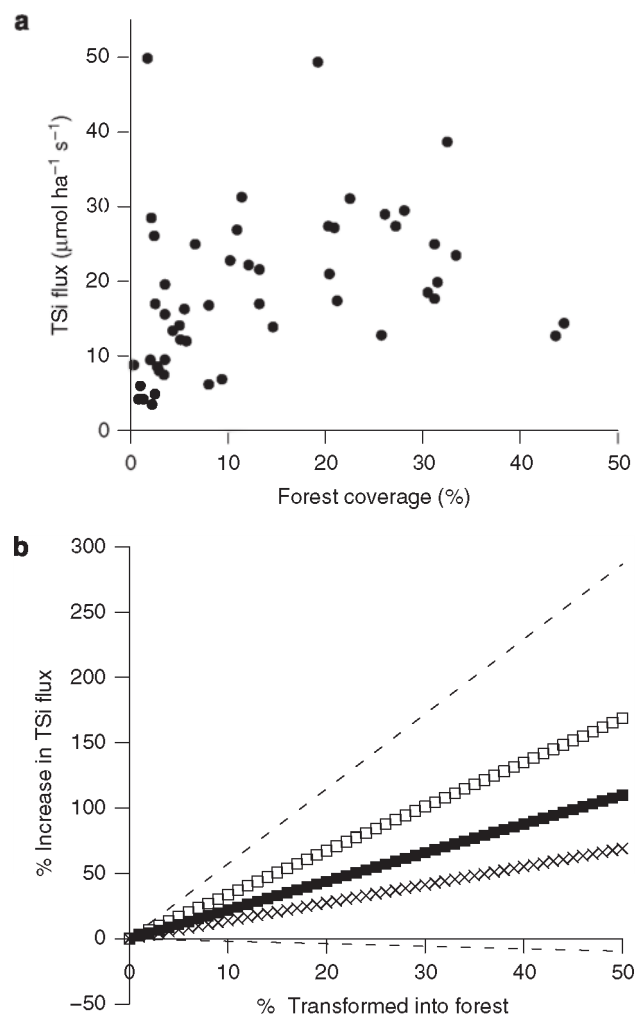 a
50
40
30
20
10
0
TSi flux (μmol ha⁻¹ s⁻¹)
0 10 20 30 40 50
Forest coverage (%)
b
300
250
200
150
100
50
0
−50
% Increase in TSi flux
0 10 20 30 40 50
% Transformed into forest